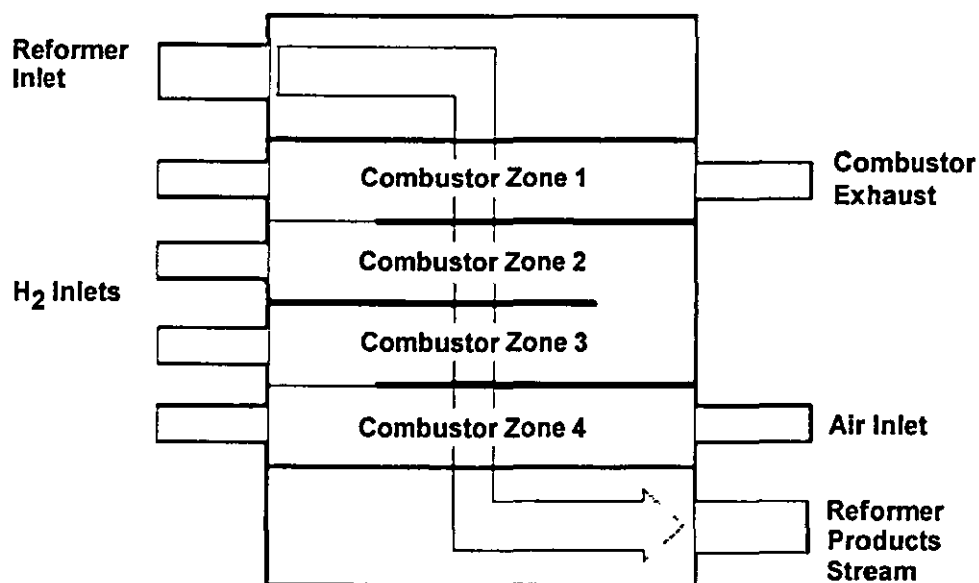 Reformer
Inlet
Combustor Zone 1
Combustor
Exhaust
Combustor Zone 2
H2 Inlets
Combustor Zone 3
Combustor Zone 4
Air Inlet
Reformer
Products
Stream